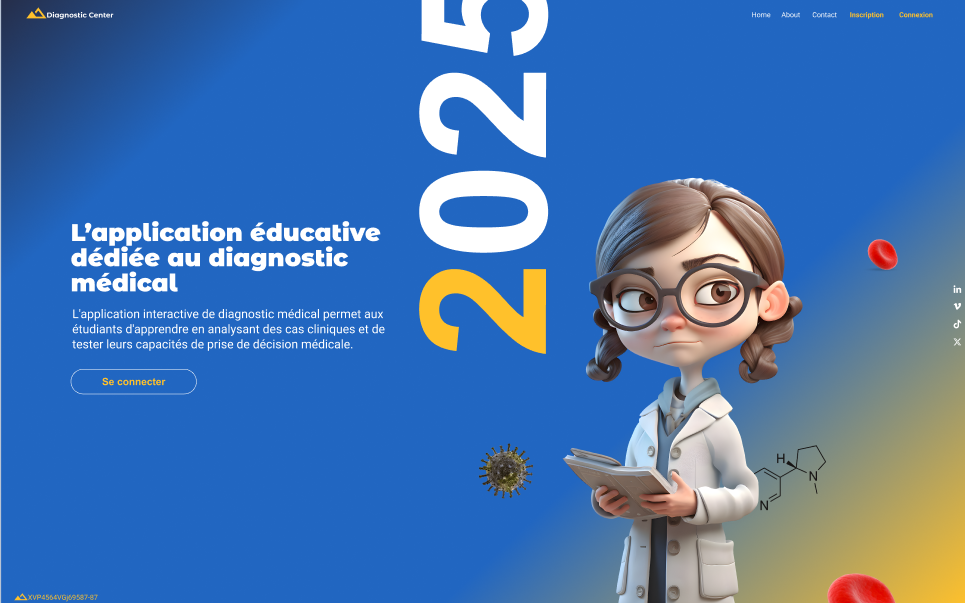 Diagnostic Center
Home About Contact Inscription Connexion
2025
L'application éducative
dédiée au diagnostic
médical
L'application interactive de diagnostic médical permet aux
étudiants d'apprendre en analysant des cas cliniques et de
tester leurs capacités de prise de décision médicale.
Se connecter
in
H
N
N
XVP4564VGJ69587-87